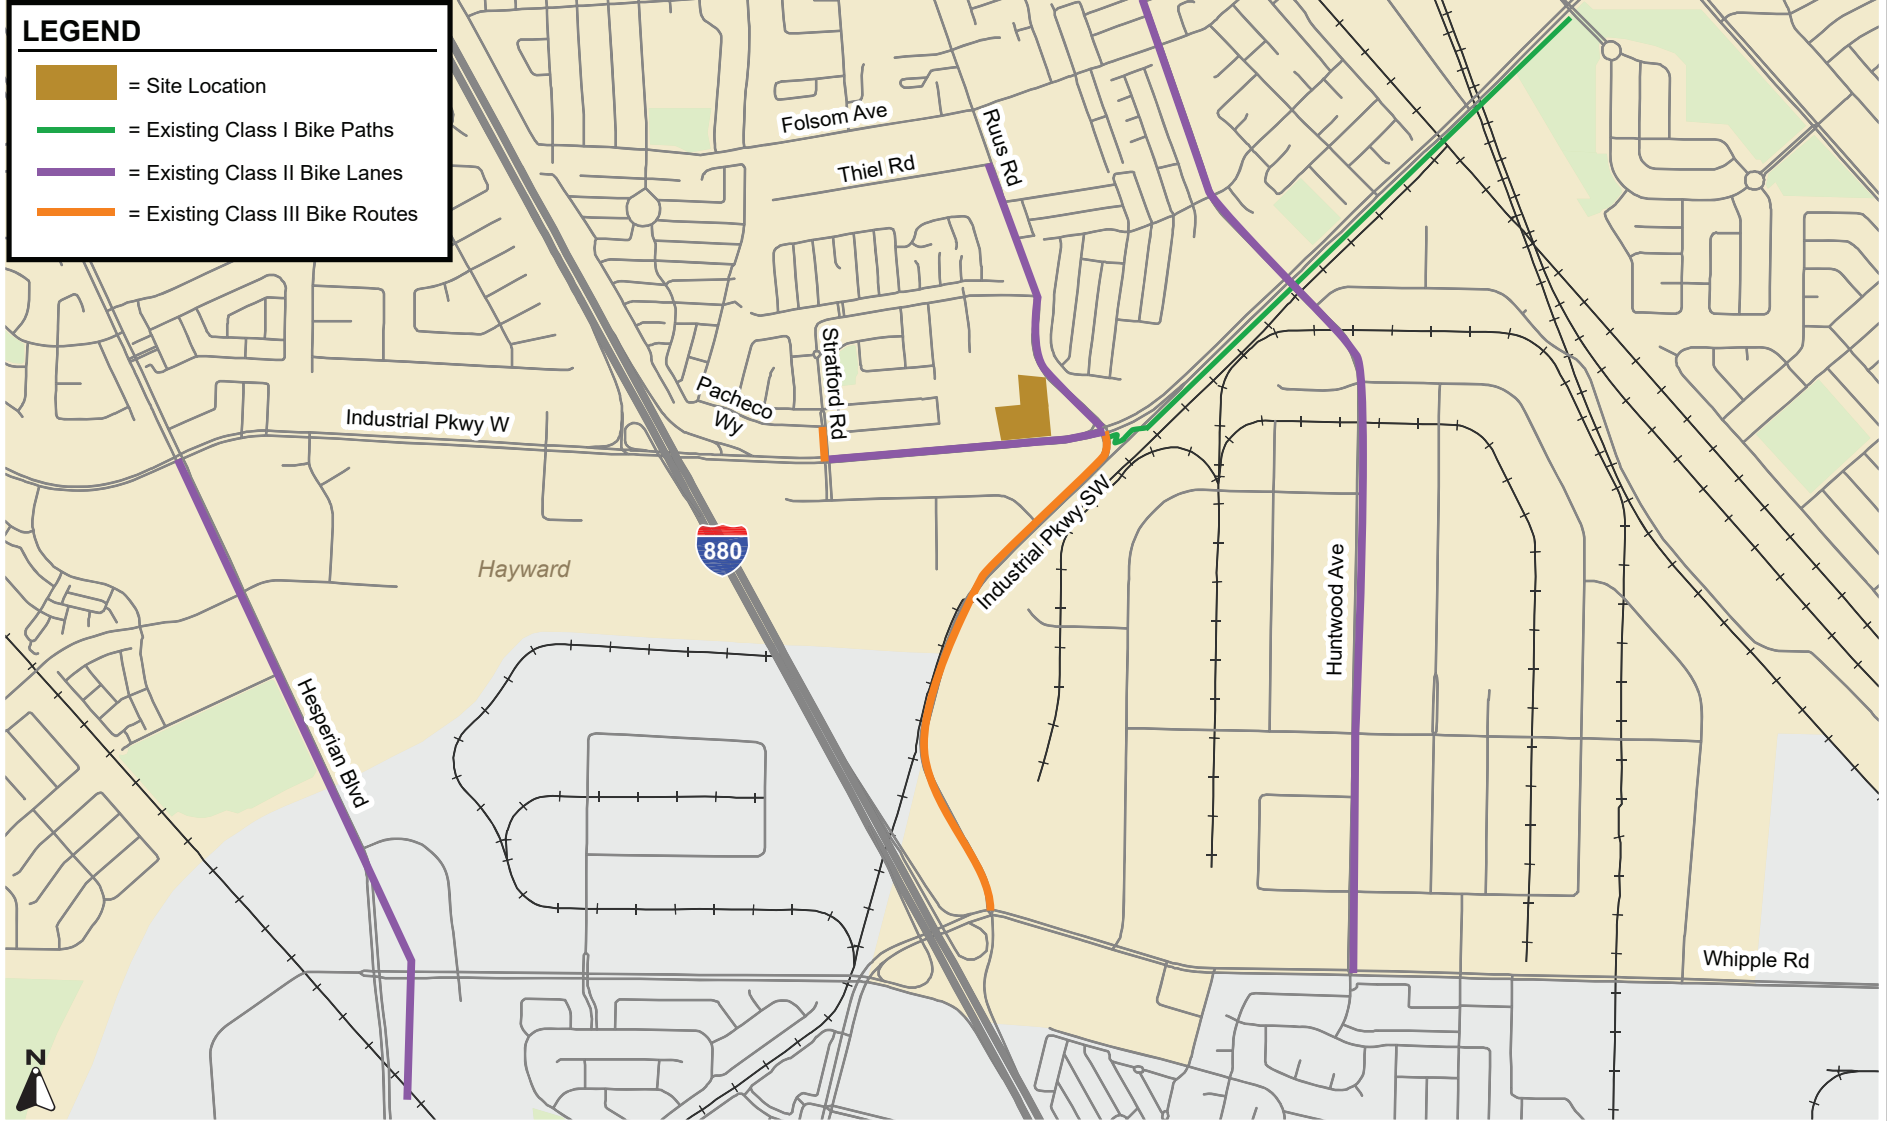 LEGEND
= Site Location
= Existing Class I Bike Paths
= Existing Class II Bike Lanes
= Existing Class III Bike Routes
Folsom Ave
Ruus Rd
Thiel Rd
Stratford Rd
Pacheco
Wy
Industrial Pkwy W
Industrial Pkwy SW
880
Hayward
Huntwood Ave
Hesperian Blvd
Whipple Rd
N